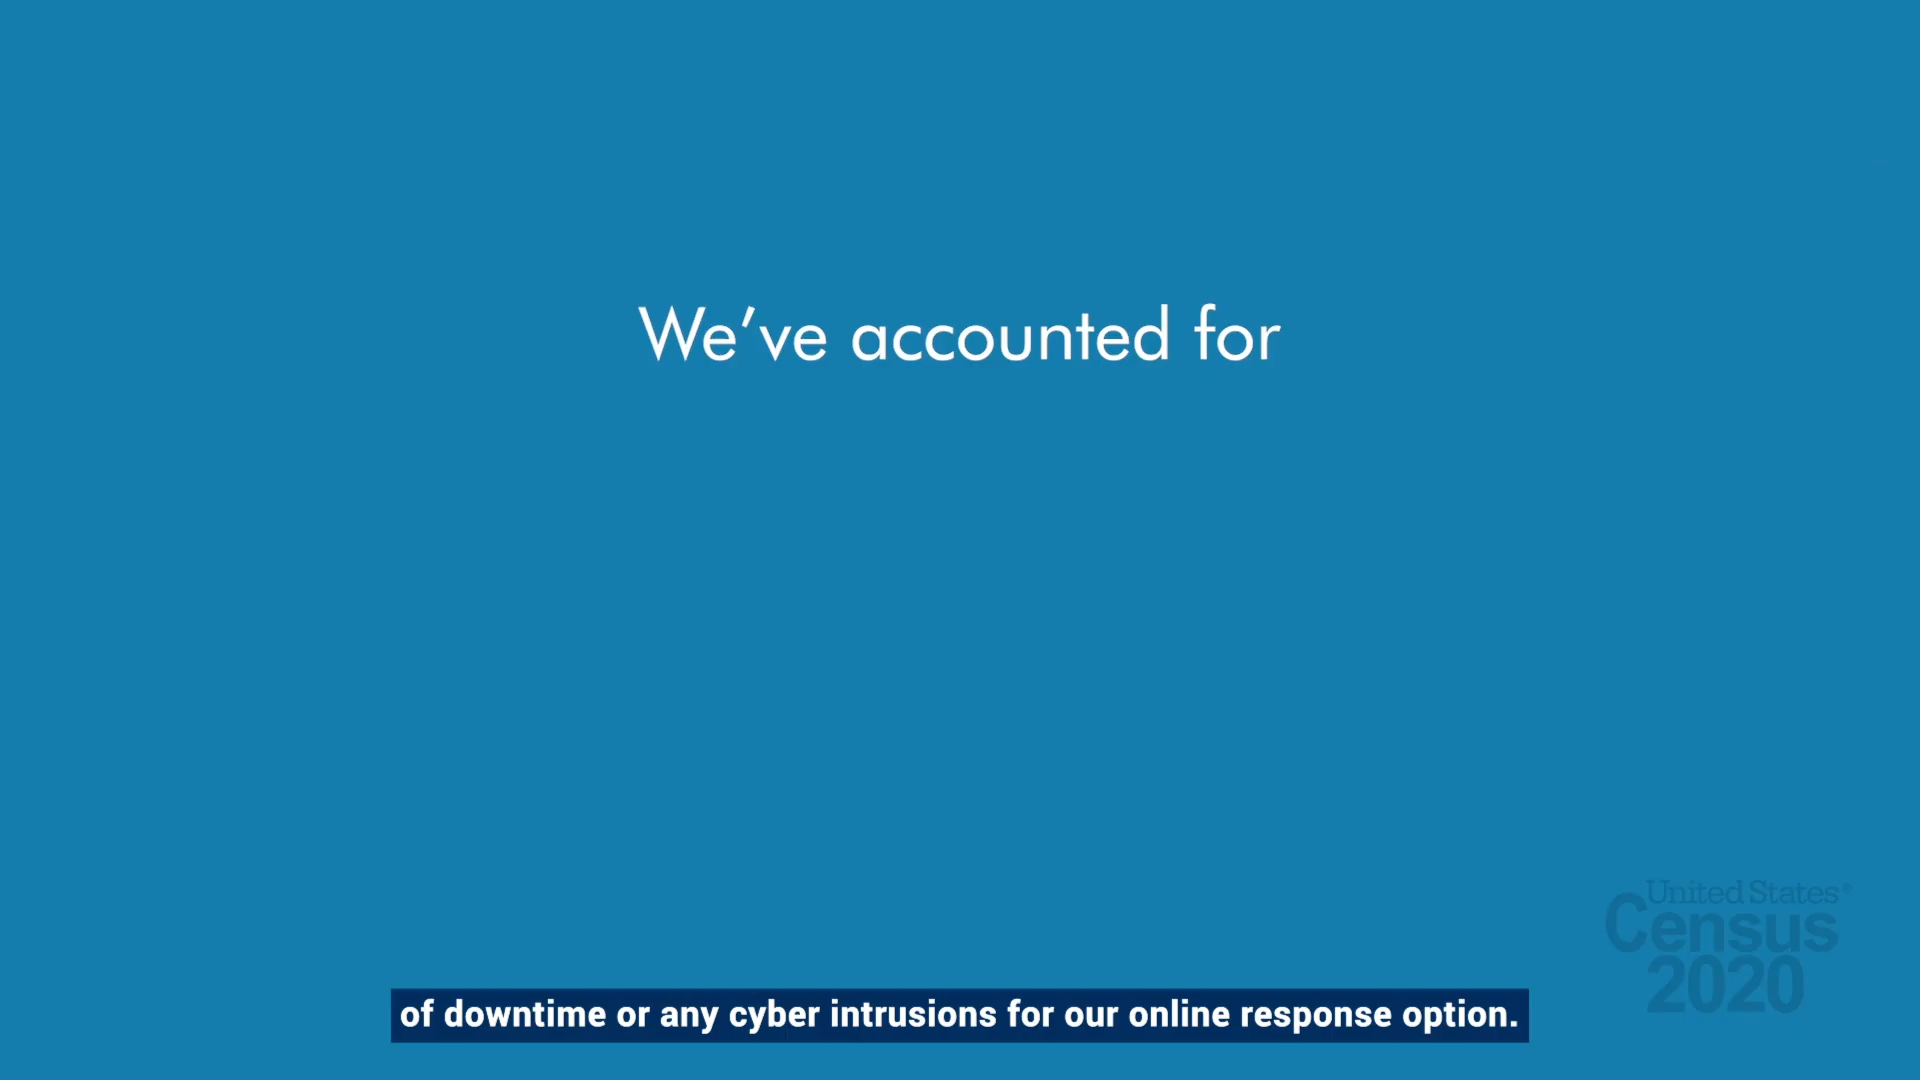 We've accounted for
United States®
Census
2020
of downtime or any cyber intrusions for our online response option.